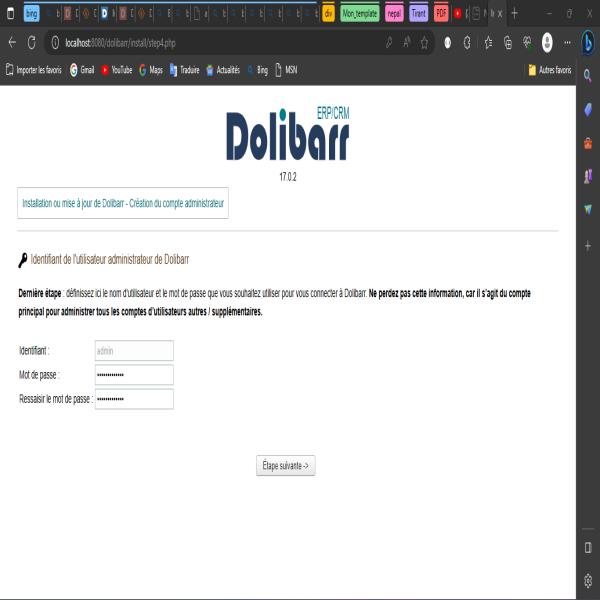 bing
div
Mon_template
nepal
Tirant
PDF
localhost:8080/dolibarr/install/step4.php
Importer les favoris
Gmail
YouTube
Maps
Traduire
Actualités
Bing
MSN
Autres favoris
ERP/CRM
Dolibarr
17.0.2
Installation ou mise à jour de Dolibarr - Création du compte administrateur
Identifiant de l'utilisateur administrateur de Dolibarr
Dernière étape : définissez ici le nom d'utilisateur et le mot de passe que vous souhaitez utiliser pour vous connecter à Dolibarr. Ne perdez pas cette information, car il s'agit du compte
principal pour administrer tous les comptes d'utilisateurs autres / supplémentaires.
Identifiant : admin
Mot de passe : •••••••••••••
Ressaisir le mot de passe : •••••••••••••
Étape suivante ->